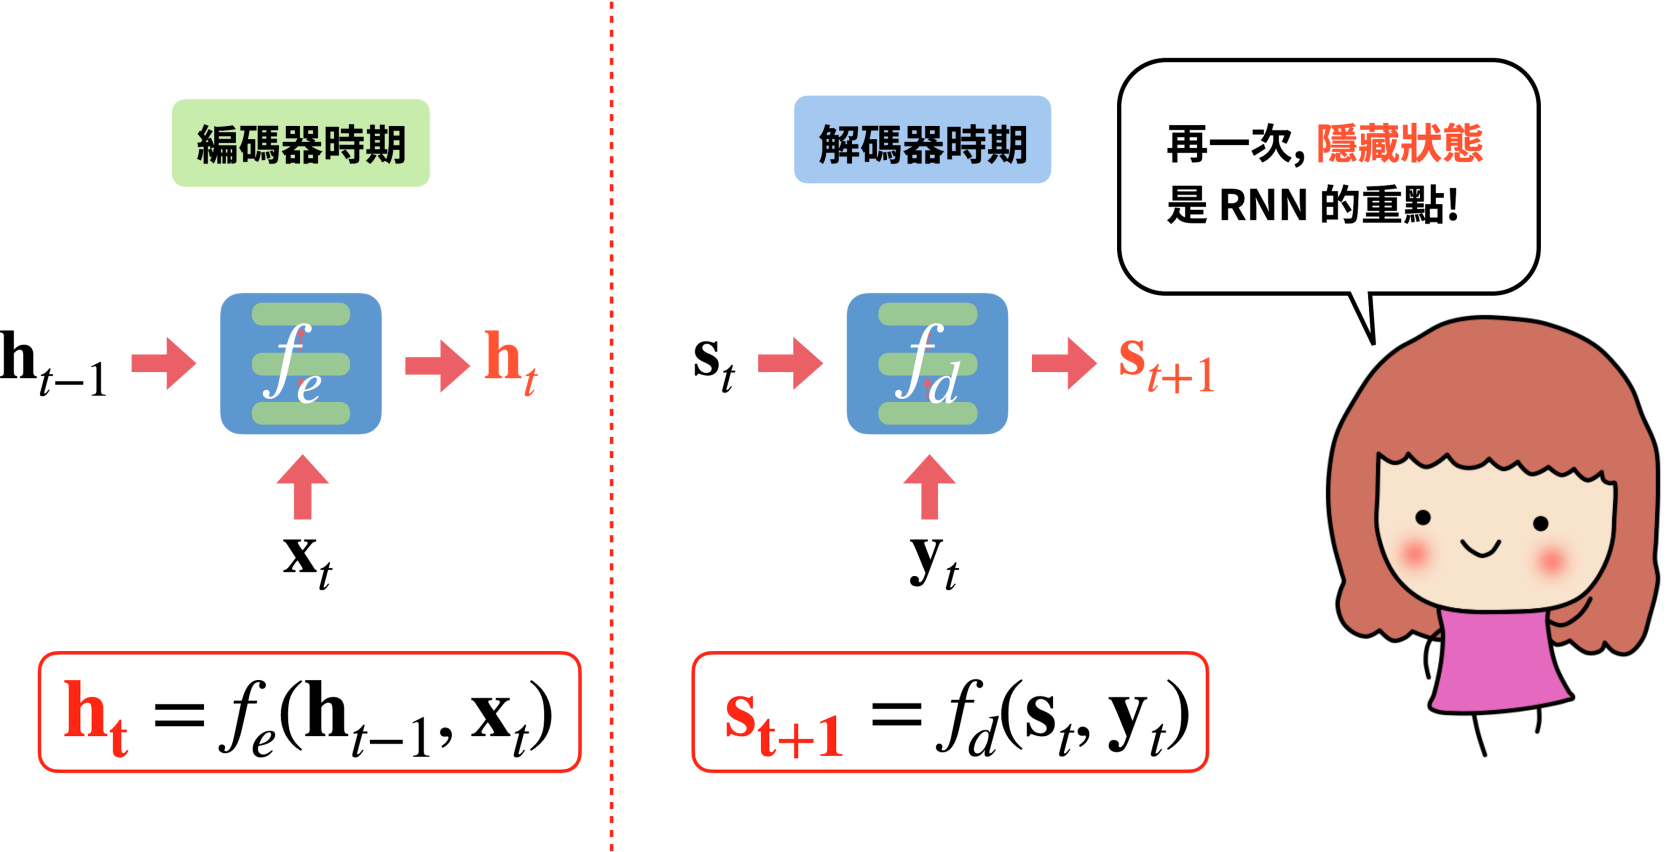 編碼器時期
h_{t-1}
f_e
h_t
x_t
h_t = f_e(h_{t-1}, x_t)
解碼器時期
s_t
f_d
s_{t+1}
y_t
s_{t+1} = f_d(s_t, y_t)
再一次, 隱藏狀態
是 RNN 的重點!